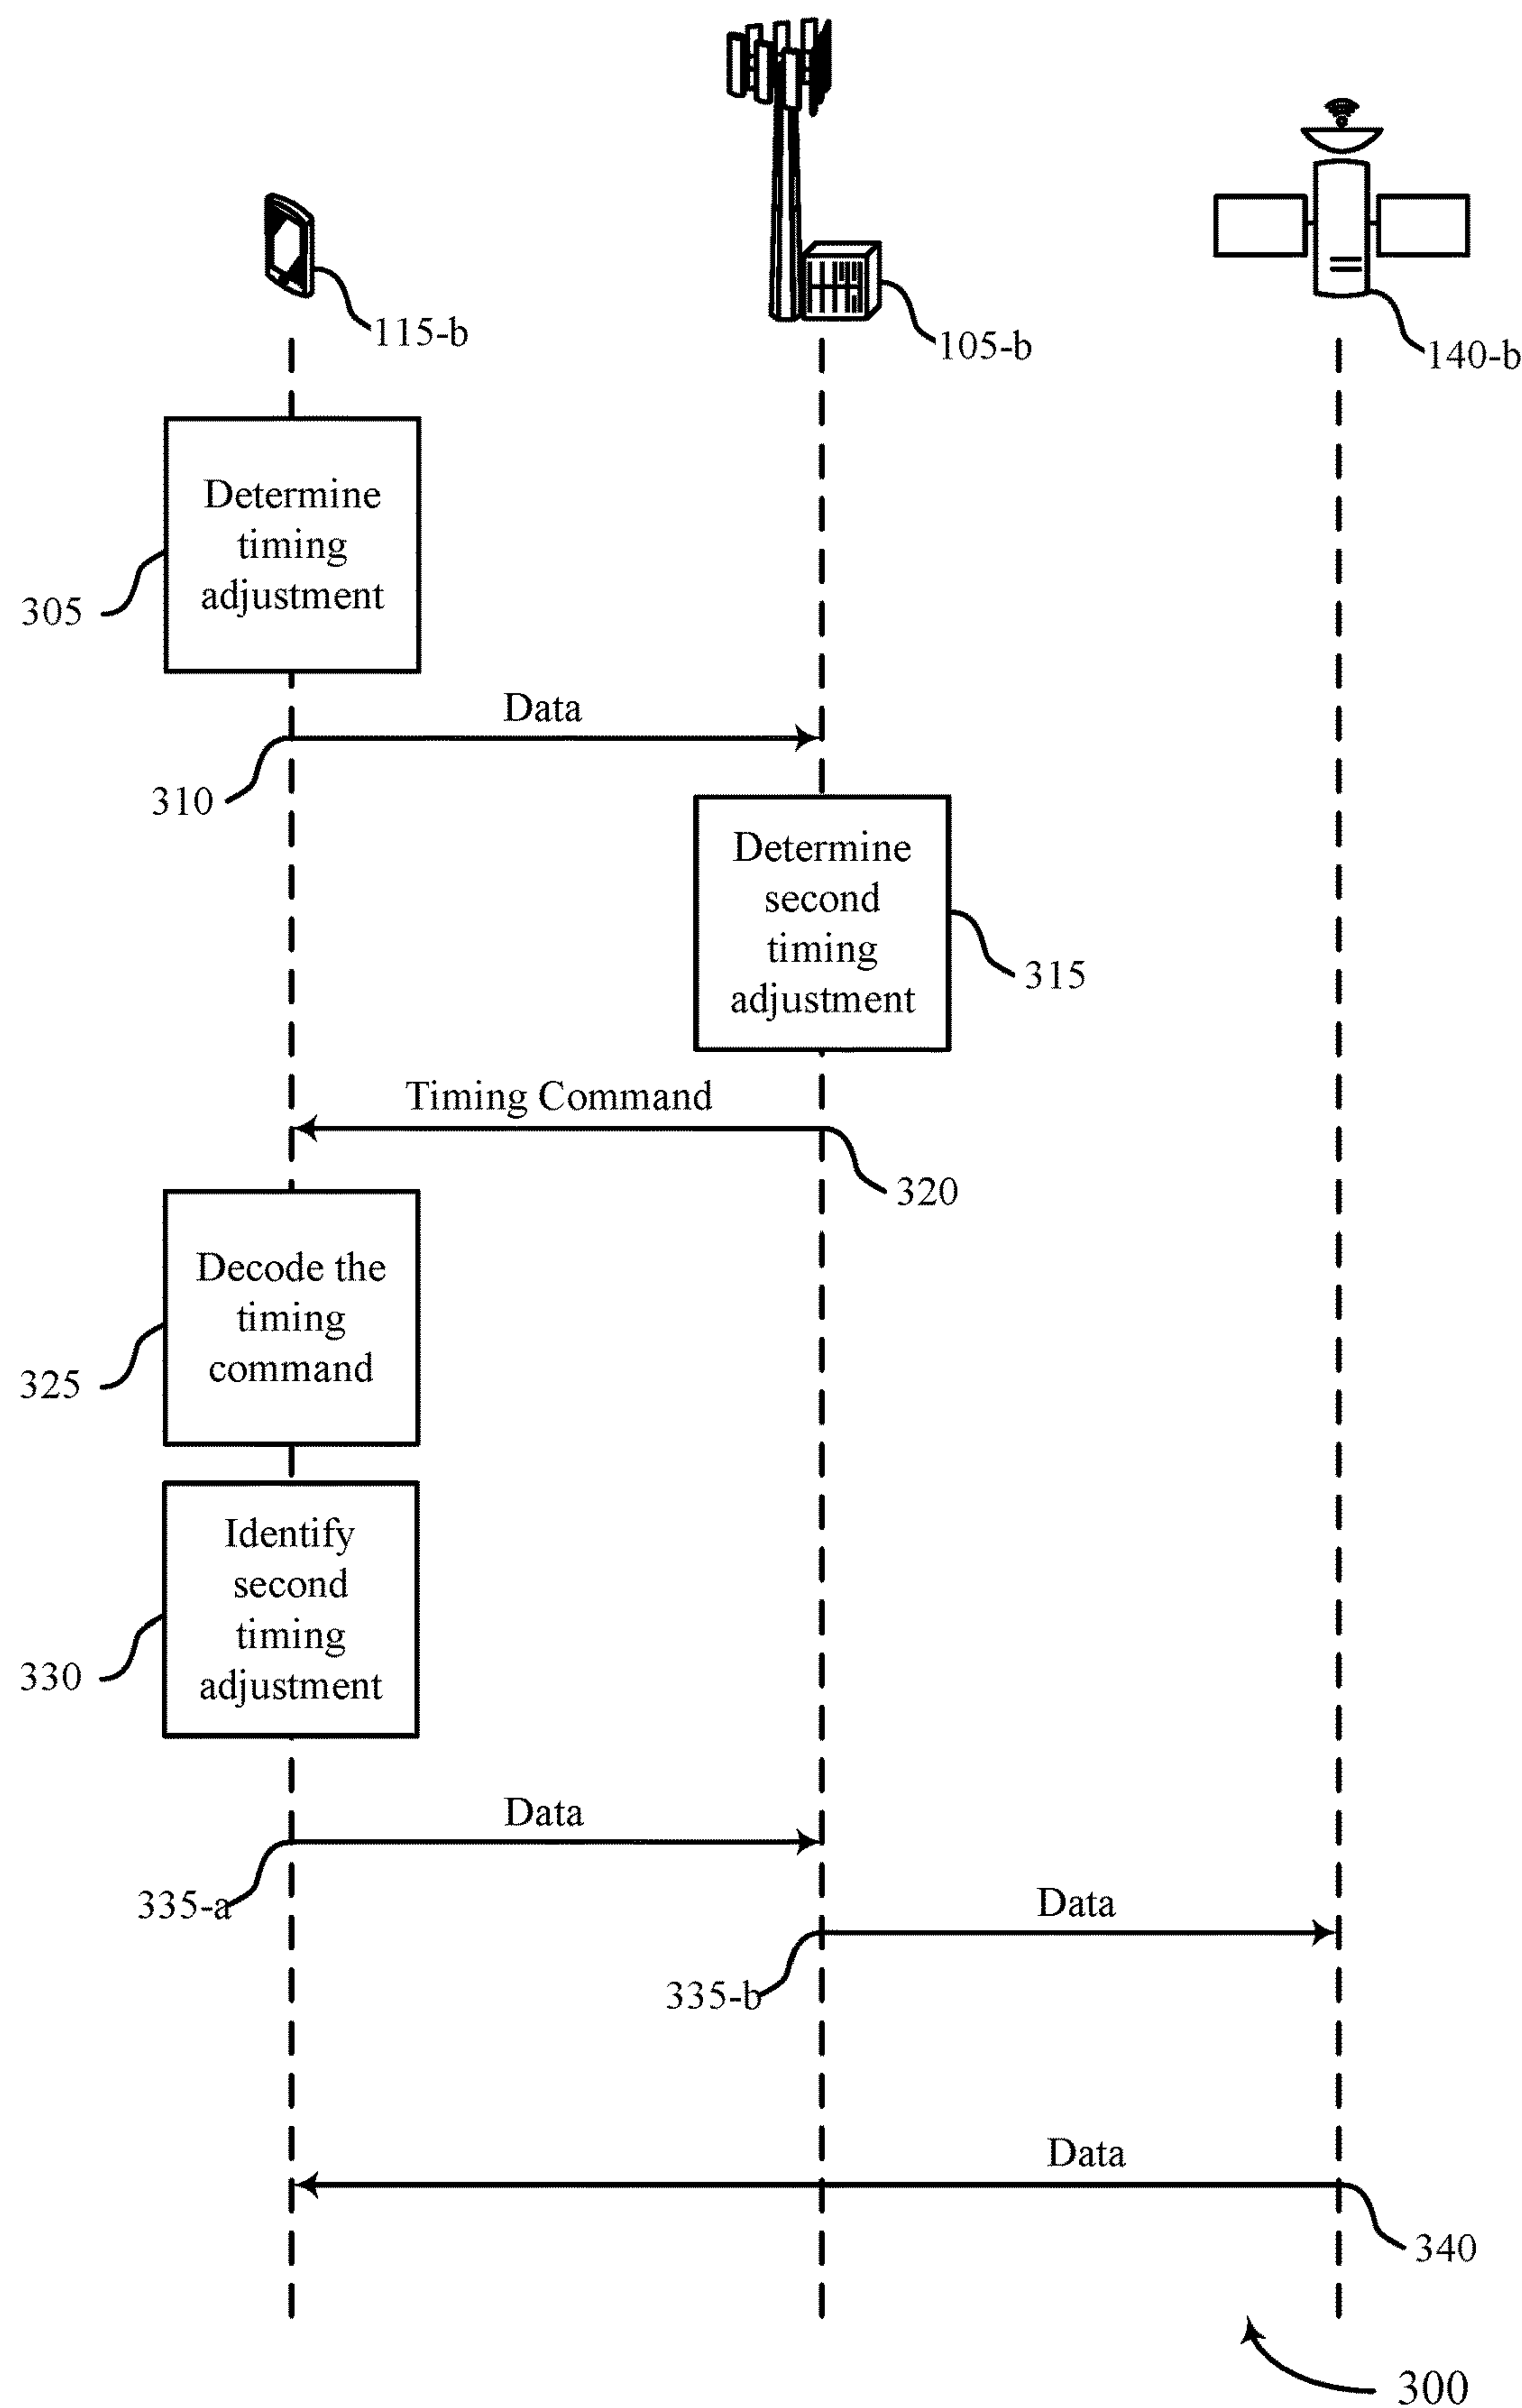 115-b
105-b
140-b
Determine
timing
adjustment
305
Data
310
Determine
second
timing
adjustment
315
Timing Command
320
Decode the
timing
command
325
Identify
second
timing
adjustment
330
Data
335-a
Data
335-b
Data
340
300